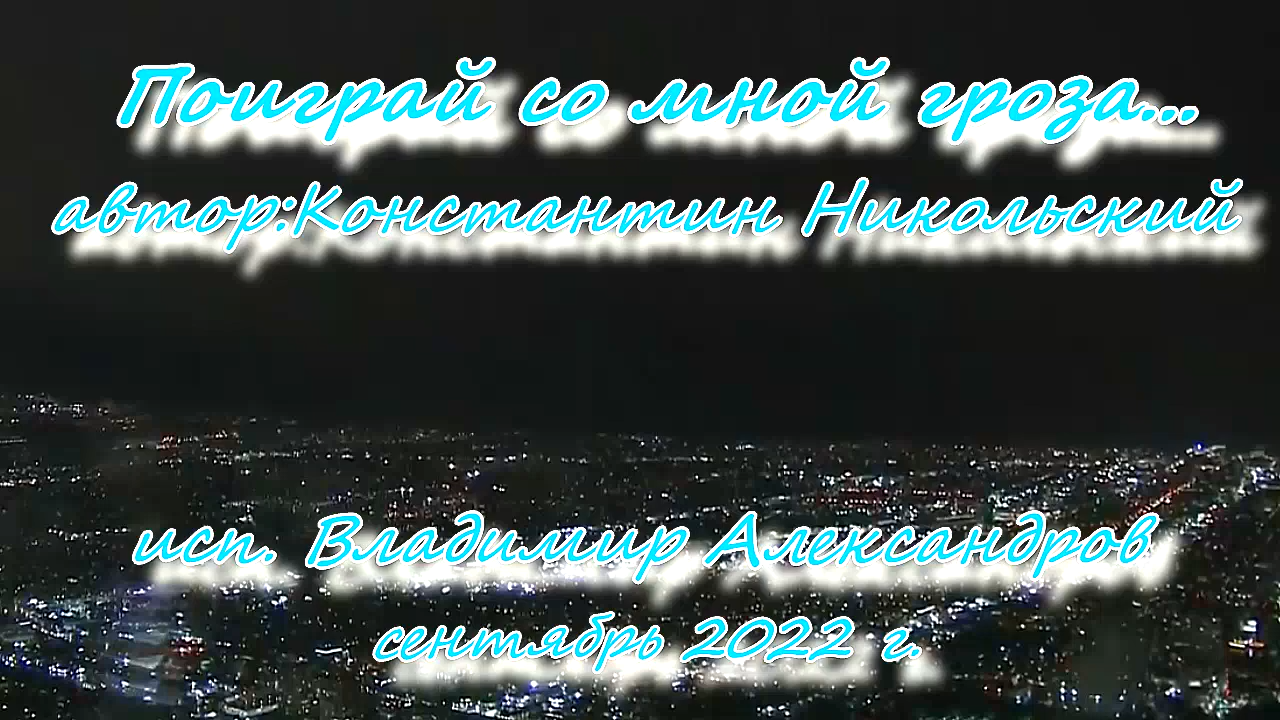 Поиграй со мной гроза...
автор:Константин Никольский
исп. Владимир Александров
сентябрь 2022 г.